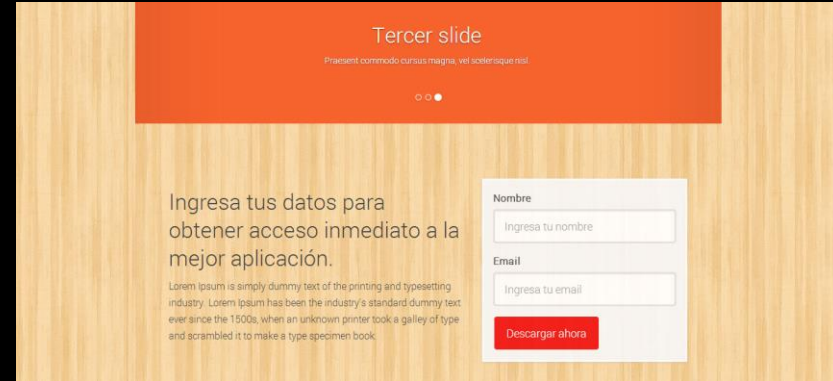 Tercer slide
Praesent commodo cursus magna, vel scelerisque nisl.
Ingresa tus datos para
obtener acceso inmediato a la
mejor aplicación.
Lorem Ipsum is simply dummy text of the printing and typesetting
industry. Lorem Ipsum has been the industry's standard dummy text
ever since the 1500s, when an unknown printer took a galley of type
and scrambled it to make a type specimen book.
Nombre
Ingresa tu nombre
Email
Ingresa tu email
Descargar ahora